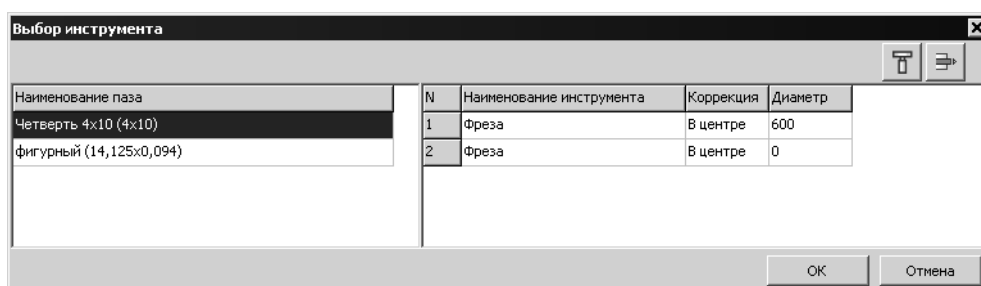 Выбор инструмента
Наименование паза
Четверть 4x10 (4x10)
фигурный (14,125x0,094)
N Наименование инструмента Коррекция Диаметр
1 Фреза В центре 600
2 Фреза В центре 0
ОК Отмена